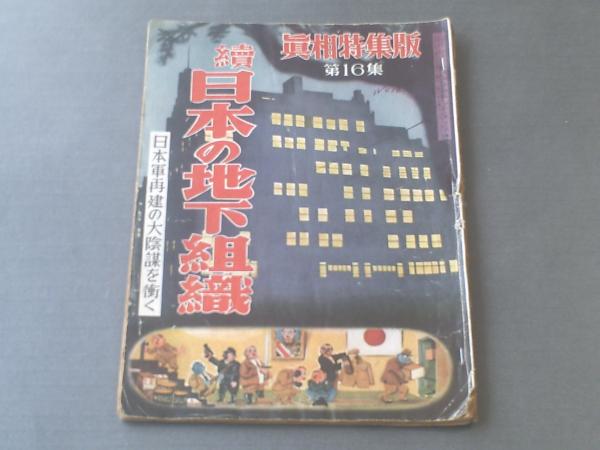 眞相特集版
第16集
續
日本の地下組織
日本軍再建の大陰謀を衝く